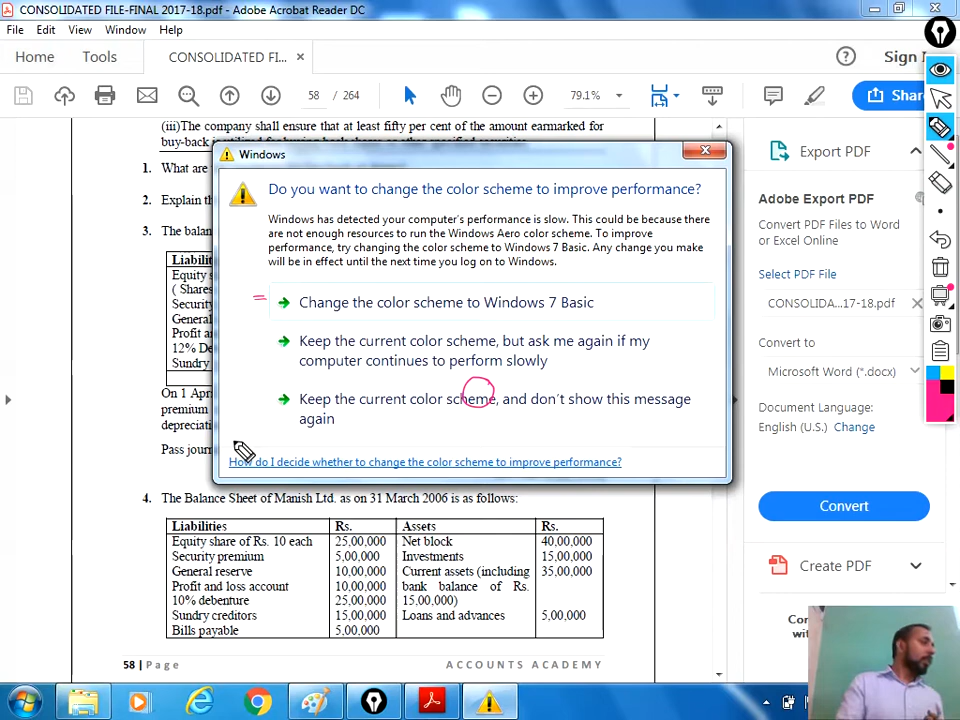 CONSOLIDATED FILE-FINAL 2017-18.pdf - Adobe Acrobat Reader DC
File Edit View Window Help
Home Tools CONSOLIDATED FI... × Sign I
58 / 264 79.1% Shar
(iii)The company shall ensure that at least fifty per cent of the amount earmarked for
1. What are
2. Explain th
3. The balan
Liabili
Equity s
( Shares
Security
General
Profit an
12% De
Sundry
On 1 Apri
premium
depreciati
Pass journ
Windows
Do you want to change the color scheme to improve performance?
Windows has detected your computer's performance is slow. This could be because there
are not enough resources to run the Windows Aero color scheme. To improve
performance, try changing the color scheme to Windows 7 Basic. Any change you make
will be in effect until the next time you log on to Windows.
Change the color scheme to Windows 7 Basic
Keep the current color scheme, but ask me again if my
computer continues to perform slowly
Keep the current color scheme, and don't show this message
again
How do I decide whether to change the color scheme to improve performance?
4. The Balance Sheet of Manish Ltd. as on 31 March 2006 is as follows:
Liabilities Rs. Assets Rs.
Equity share of Rs. 10 each 25,00,000 Net block 40,00,000
Security premium 5,00,000 Investments 15,00,000
General reserve 10,00,000 Current assets (including 35,00,000
Profit and loss account 10,00,000 bank balance of Rs.
10% debenture 25,00,000 15,00,000)
Sundry creditors 15,00,000 Loans and advances 5,00,000
Bills payable 5,00,000
58 | Page ACCOUNTS ACADEMY
Export PDF
Adobe Export PDF
Convert PDF Files to Word
or Excel Online
Select PDF File
CONSOLIDA...17-18.pdf ×
Convert to
Microsoft Word (*.docx)
Document Language:
English (U.S.) Change
Convert
Create PDF